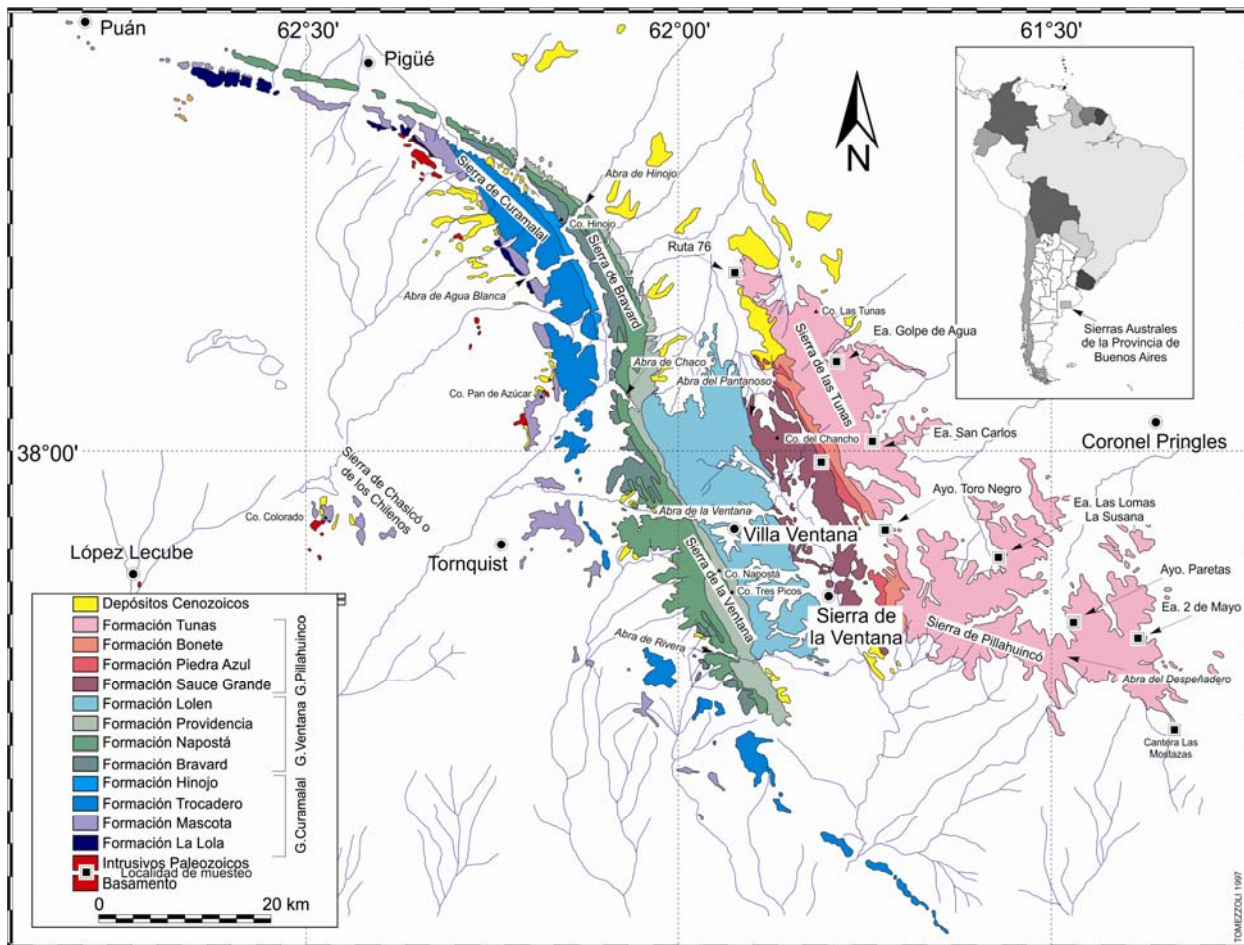 62°30'
62°00'
61°30'
Puán
Pigüé
Abra de Hinojo
Sierra de Curamalal
Co. Hinojo
Sierra de Bravard
Ruta 76
Abra de Agua Blanca
Co. Las Tunas
Ea. Golpe de Agua
Sierra de las Tunas
Sierras Australes
de la Provincia de
Buenos Aires
N
Abra de Chaco
Abra del Pantanoso
Co. Pan de Azúcar
Co. del Chancho
Ea. San Carlos
Coronel Pringles
38°00'
Sierra de Chasicó o
de los Chilenos
Ayo. Toro Negro
Ea. Las Lomas
La Susana
Co. Colorado
Abra de la Ventana
Villa Ventana
López Lecube
Tornquist
Sierra de la Ventana
Co. Napostá
Co. Tres Picos
Sierra de
la Ventana
Ayo. Paretas
Ea. 2 de Mayo
Sierra de Pillahuincó
Abra de Rivera
Abra del Despeñadero
Cantera Las
Mostazas
Depósitos Cenozoicos
Formación Tunas
Formación Bonete
Formación Piedra Azul
Formación Sauce Grande
G.Pillahuinco
Formación Lolen
Formación Providencia
Formación Napostá
Formación Bravard
G.Ventana
Formación Hinojo
Formación Trocadero
Formación Mascota
Formación La Lola
G.Curamalal
Intrusivos Paleozoicos
Localidad de muesteo
Basamento
0 20 km
TOMEZZOLI 1997